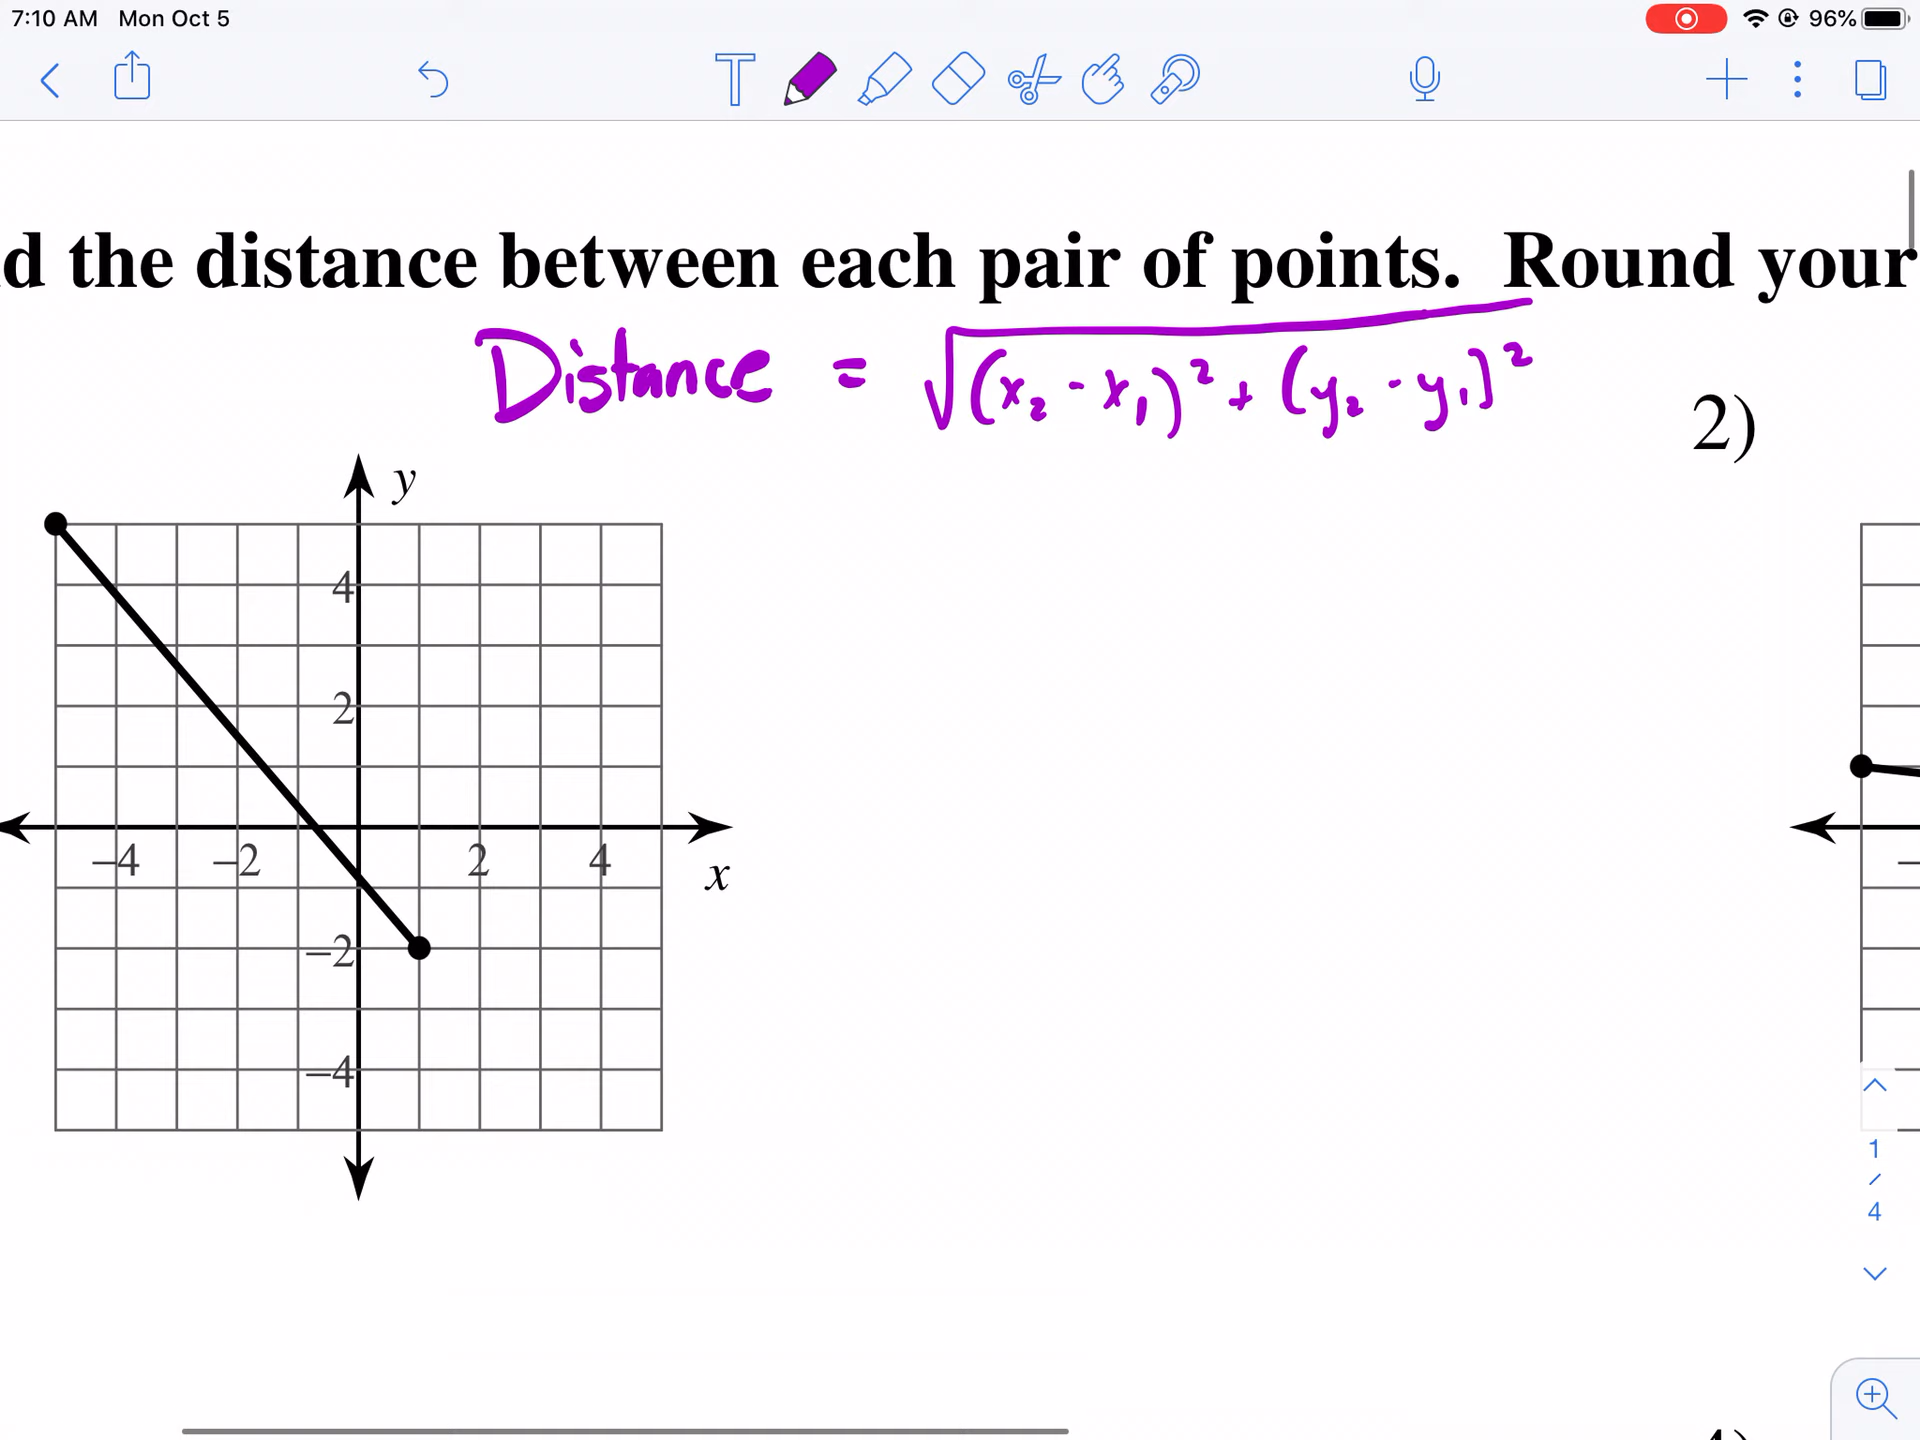 7:10 AM Mon Oct 5 96%
T
d the distance between each pair of points. Round your
Distance = √(x₂ - x₁)² + (y₂ - y₁)²
2)
y
4
2
–4 –2 2 4
x
–2
–4
1
/
4